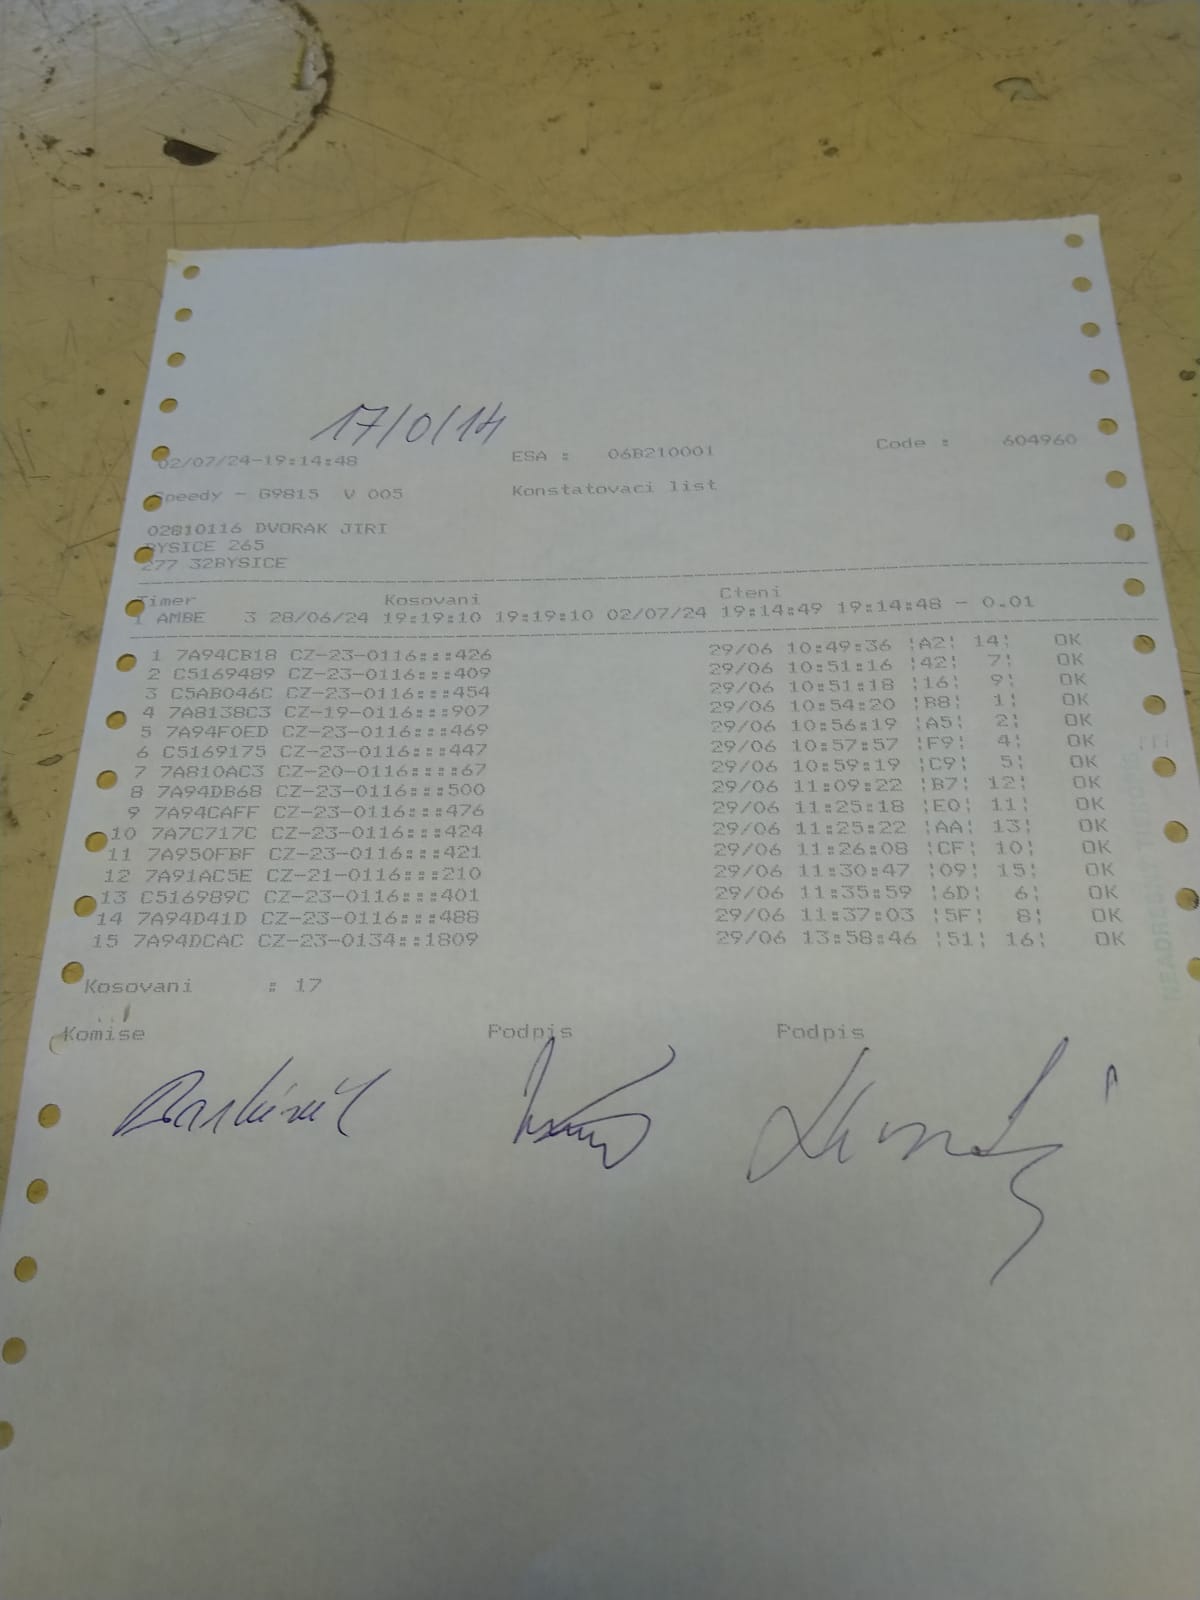 17/0/14
02/07/24-19:14:48 ESA : 06B210001 Code : 604960
Speedy - G9815 V 005 Konstatovaci list
02810116 DVORAK JIRI
BYSICE 265
277 32BYSICE
Timer Kosovani Cteni
1 AMBE 3 28/06/24 19:19:10 19:19:10 02/07/24 19:14:49 19:14:48 - 0.01
1 7A94CB18 CZ-23-0116:::426 29/06 10:49:36 ¦A2¦ 14¦ OK
2 C5169489 CZ-23-0116:::409 29/06 10:51:16 ¦42¦ 7¦ OK
3 C5AB046C CZ-23-0116:::454 29/06 10:51:18 ¦16¦ 9¦ OK
4 7A8138C3 CZ-19-0116:::907 29/06 10:54:20 ¦B8¦ 1¦ OK
5 7A94F0ED CZ-23-0116:::469 29/06 10:56:19 ¦A5¦ 2¦ OK
6 C5169175 CZ-23-0116:::447 29/06 10:57:57 ¦F9¦ 4¦ OK
7 7A810AC3 CZ-20-0116::::67 29/06 10:59:19 ¦C9¦ 5¦ OK
8 7A94DB68 CZ-23-0116:::500 29/06 11:09:22 ¦B7¦ 12¦ OK
9 7A94CAFF CZ-23-0116:::476 29/06 11:25:18 ¦E0¦ 11¦ OK
10 7A7C717C CZ-23-0116:::424 29/06 11:25:22 ¦AA¦ 13¦ OK
11 7A950FBF CZ-23-0116:::421 29/06 11:26:08 ¦CF¦ 10¦ OK
12 7A91AC5E CZ-21-0116:::210 29/06 11:30:47 ¦09¦ 15¦ OK
13 C516989C CZ-23-0116:::401 29/06 11:35:59 ¦6D¦ 6¦ OK
14 7A94D41D CZ-23-0116:::488 29/06 11:37:03 ¦5F¦ 8¦ OK
15 7A94DCAC CZ-23-0134::1809 29/06 13:58:46 ¦51¦ 16¦ OK
Kosovani : 17
Komise Podpis Podpis